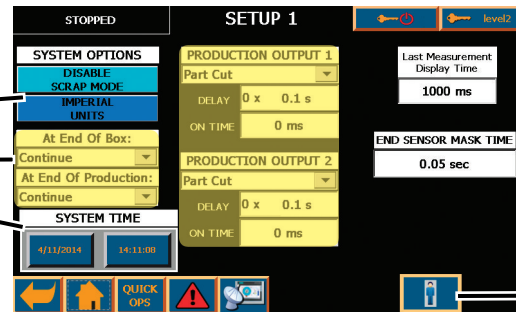 STOPPED
SETUP 1
level2
SYSTEM OPTIONS
DISABLE
SCRAP MODE
IMPERIAL
UNITS
At End Of Box:
Continue
At End Of Production:
Continue
SYSTEM TIME
4/11/2014
14:11:08
PRODUCTION OUTPUT 1
Part Cut
DELAY 0 x 0.1 s
ON TIME 0 ms
PRODUCTION OUTPUT 2
Part Cut
DELAY 0 x 0.1 s
ON TIME 0 ms
Last Measurement
Display Time
1000 ms
END SENSOR MASK TIME
0.05 sec
QUICK
OPS